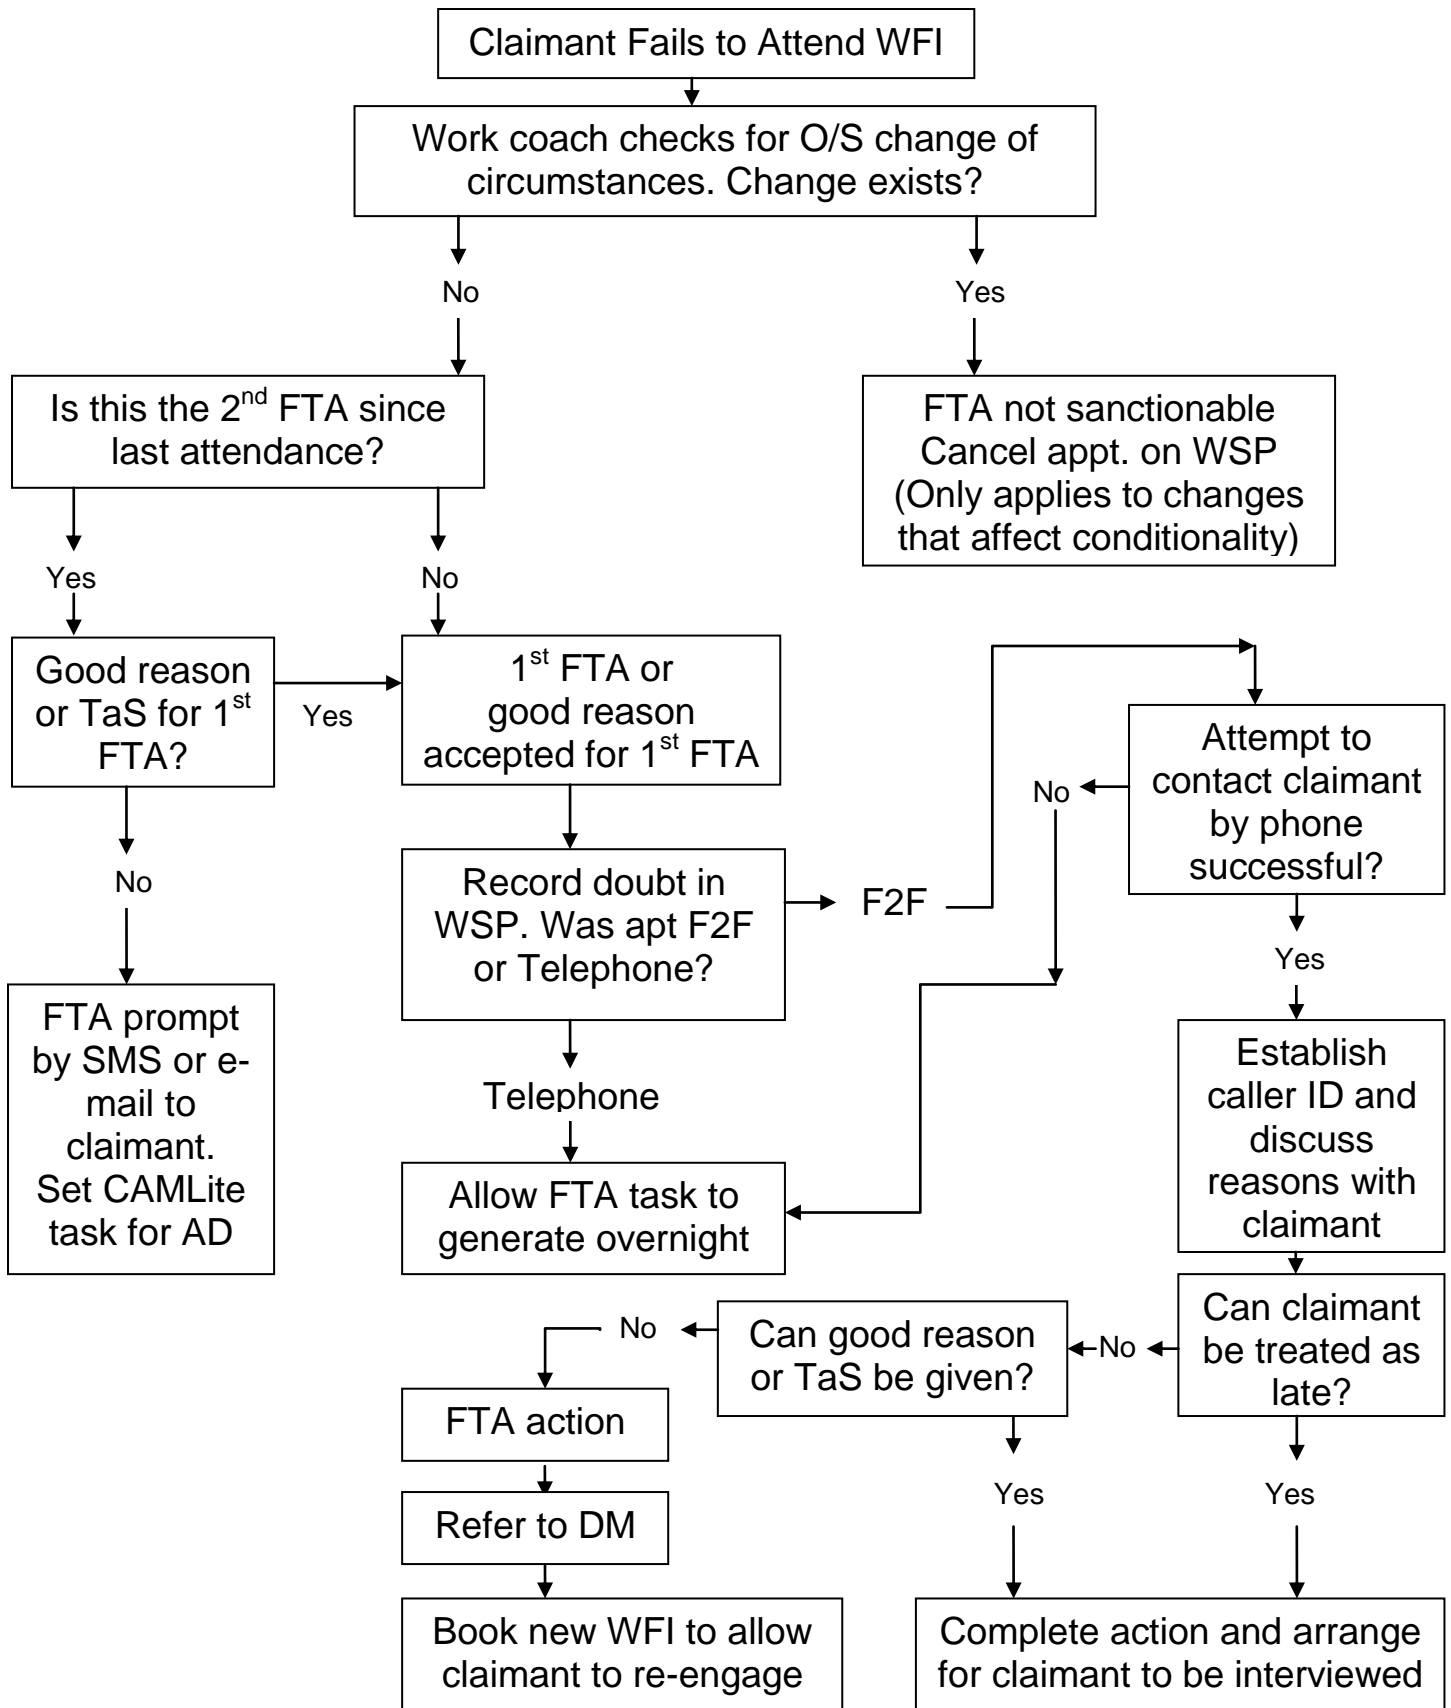 Claimant Fails to Attend WFI
Work coach checks for O/S change of
circumstances. Change exists?
No
Yes
Is this the 2nd FTA since
last attendance?
FTA not sanctionable
Cancel appt. on WSP
(Only applies to changes
that affect conditionality)
Yes
No
Good reason
or TaS for 1st
FTA?
Yes
1st FTA or
good reason
accepted for 1st FTA
Attempt to
contact claimant
by phone
successful?
No
No
Record doubt in
WSP. Was apt F2F
or Telephone?
F2F
Yes
FTA prompt
by SMS or e-
mail to
claimant.
Set CAMLite
task for AD
Telephone
Establish
caller ID and
discuss
reasons with
claimant
Allow FTA task to
generate overnight
Can claimant
be treated as
late?
No
Can good reason
or TaS be given?
No
FTA action
Yes
Yes
Refer to DM
Book new WFI to allow
claimant to re-engage
Complete action and arrange
for claimant to be interviewed